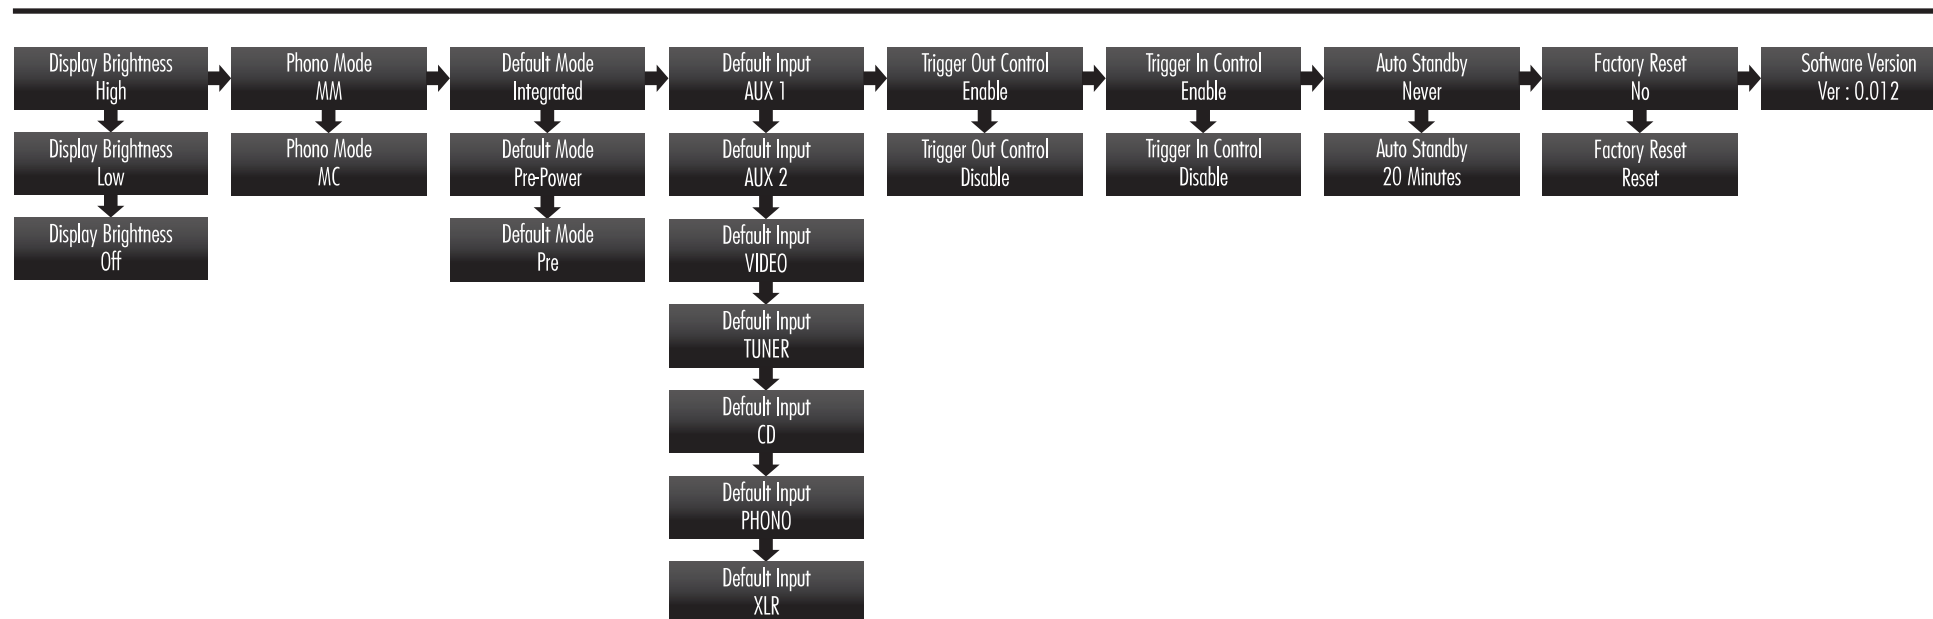 Display Brightness
High
Phono Mode
MM
Default Mode
Integrated
Default Input
AUX 1
Trigger Out Control
Enable
Trigger In Control
Enable
Auto Standby
Never
Factory Reset
No
Software Version
Ver : 0.012
Display Brightness
Low
Phono Mode
MC
Default Mode
Pre-Power
Default Input
AUX 2
Trigger Out Control
Disable
Trigger In Control
Disable
Auto Standby
20 Minutes
Factory Reset
Reset
Display Brightness
Off
Default Mode
Pre
Default Input
VIDEO
Default Input
TUNER
Default Input
CD
Default Input
PHONO
Default Input
XLR